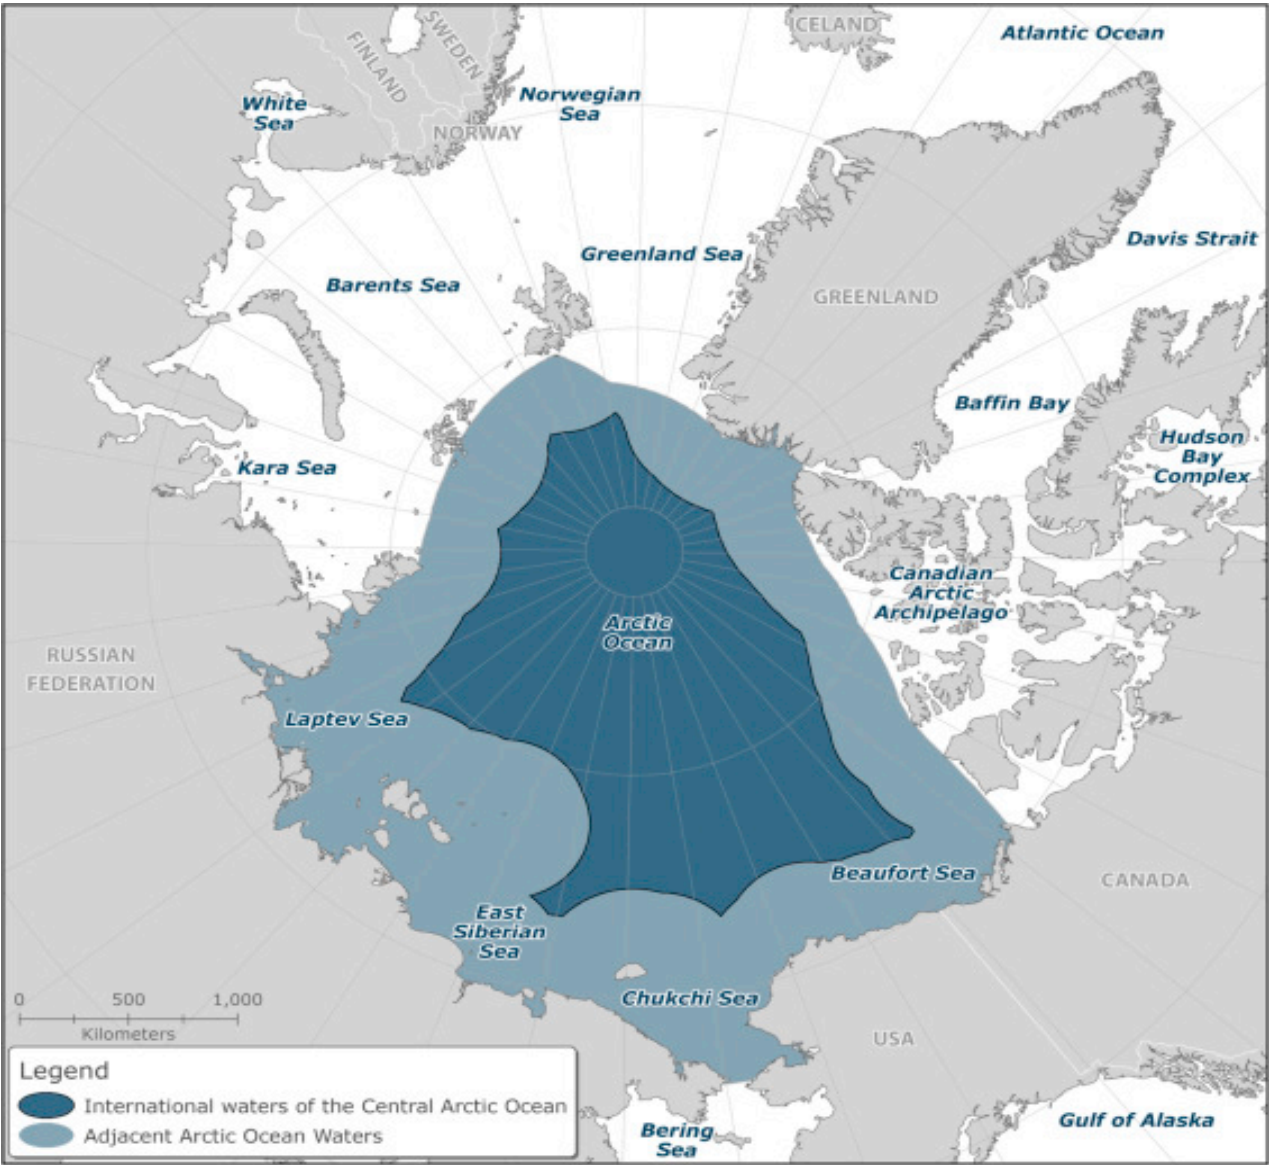 ICELAND
Atlantic Ocean
SWEDEN
FINLAND
White
Sea
Norwegian
Sea
NORWAY
Davis Strait
Greenland Sea
Barents Sea
GREENLAND
Baffin Bay
Hudson
Bay
Complex
Kara Sea
Canadian
Arctic
Archipelago
Arctic
Ocean
RUSSIAN
FEDERATION
Laptev Sea
Beaufort Sea
CANADA
East
Siberian
Sea
Chukchi Sea
0 500 1,000
Kilometers
USA
Legend
International waters of the Central Arctic Ocean
Adjacent Arctic Ocean Waters
Bering
Sea
Gulf of Alaska